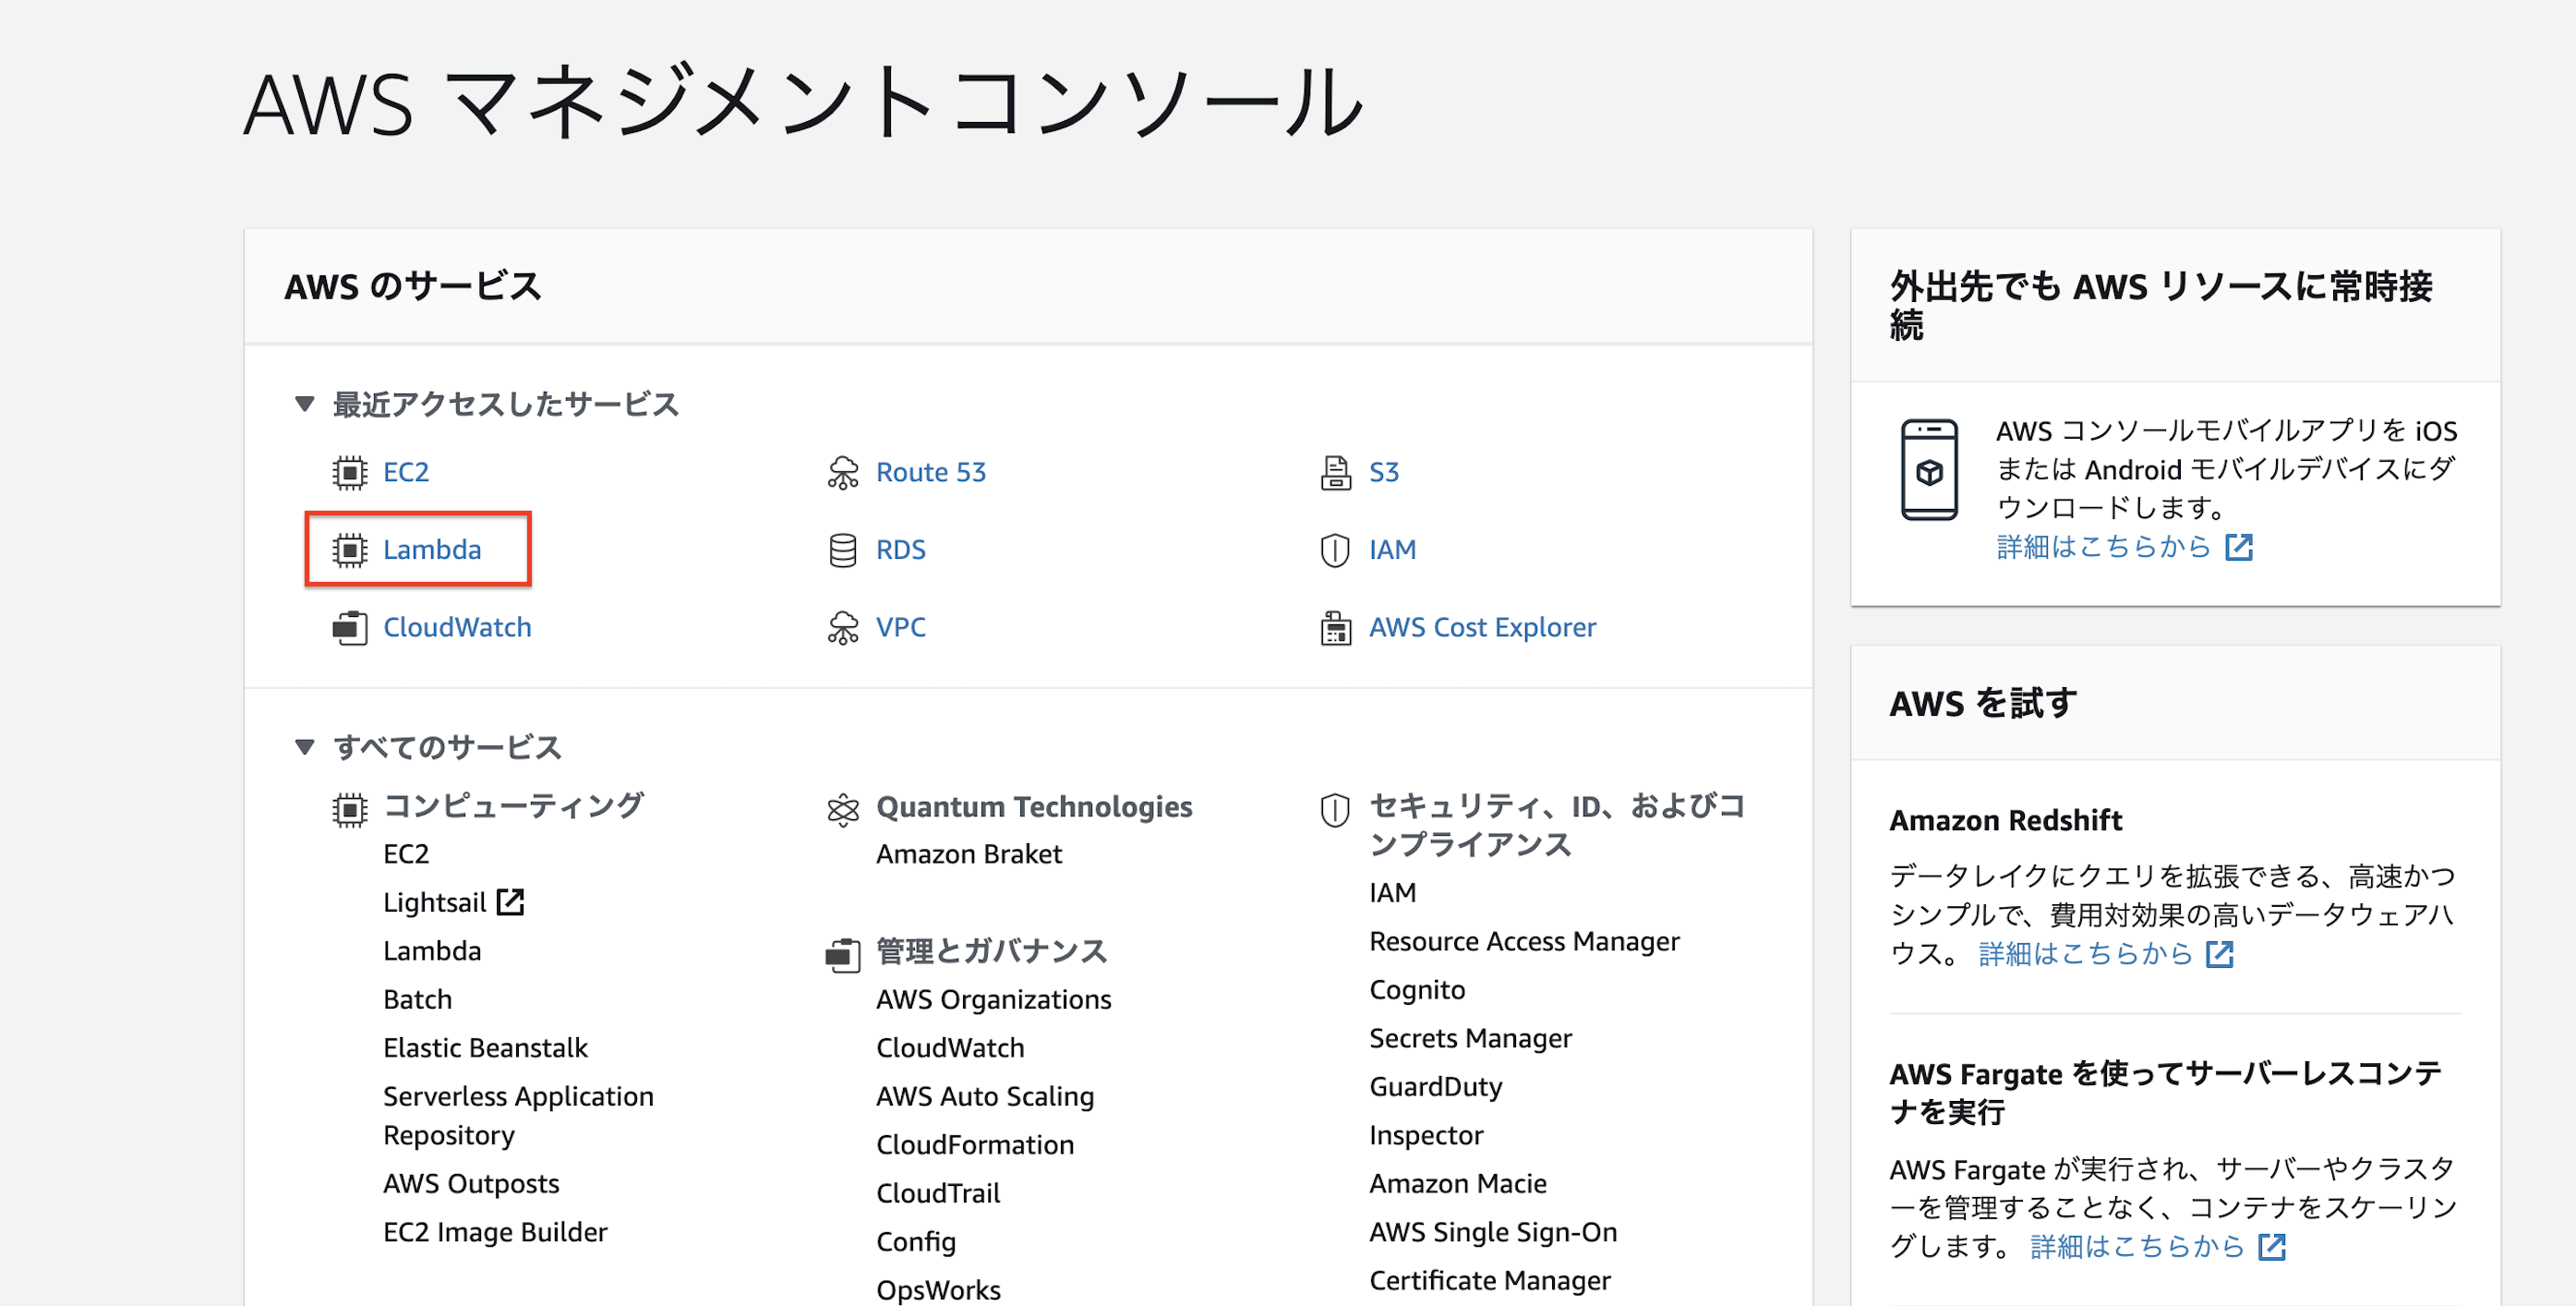 AWS マネジメントコンソール
AWS のサービス
最近アクセスしたサービス
EC2
Route 53
S3
Lambda
RDS
IAM
CloudWatch
VPC
AWS Cost Explorer
すべてのサービス
コンピューティング
EC2
Lightsail
Lambda
Batch
Elastic Beanstalk
Serverless Application
Repository
AWS Outposts
EC2 Image Builder
Quantum Technologies
Amazon Braket
管理とガバナンス
AWS Organizations
CloudWatch
AWS Auto Scaling
CloudFormation
CloudTrail
Config
OpsWorks
セキュリティ、ID、およびコ
ンプライアンス
IAM
Resource Access Manager
Cognito
Secrets Manager
GuardDuty
Inspector
Amazon Macie
AWS Single Sign-On
Certificate Manager
外出先でも AWS リソースに常時接
続
AWS コンソールモバイルアプリを iOS
または Android モバイルデバイスにダ
ウンロードします。
詳細はこちらから
AWS を試す
Amazon Redshift
データレイクにクエリを拡張できる、高速かつ
シンプルで、費用対効果の高いデータウェアハ
ウス。 詳細はこちらから
AWS Fargate を使ってサーバーレスコンテ
ナを実行
AWS Fargate が実行され、サーバーやクラスタ
ーを管理することなく、コンテナをスケーリン
グします。 詳細はこちらから